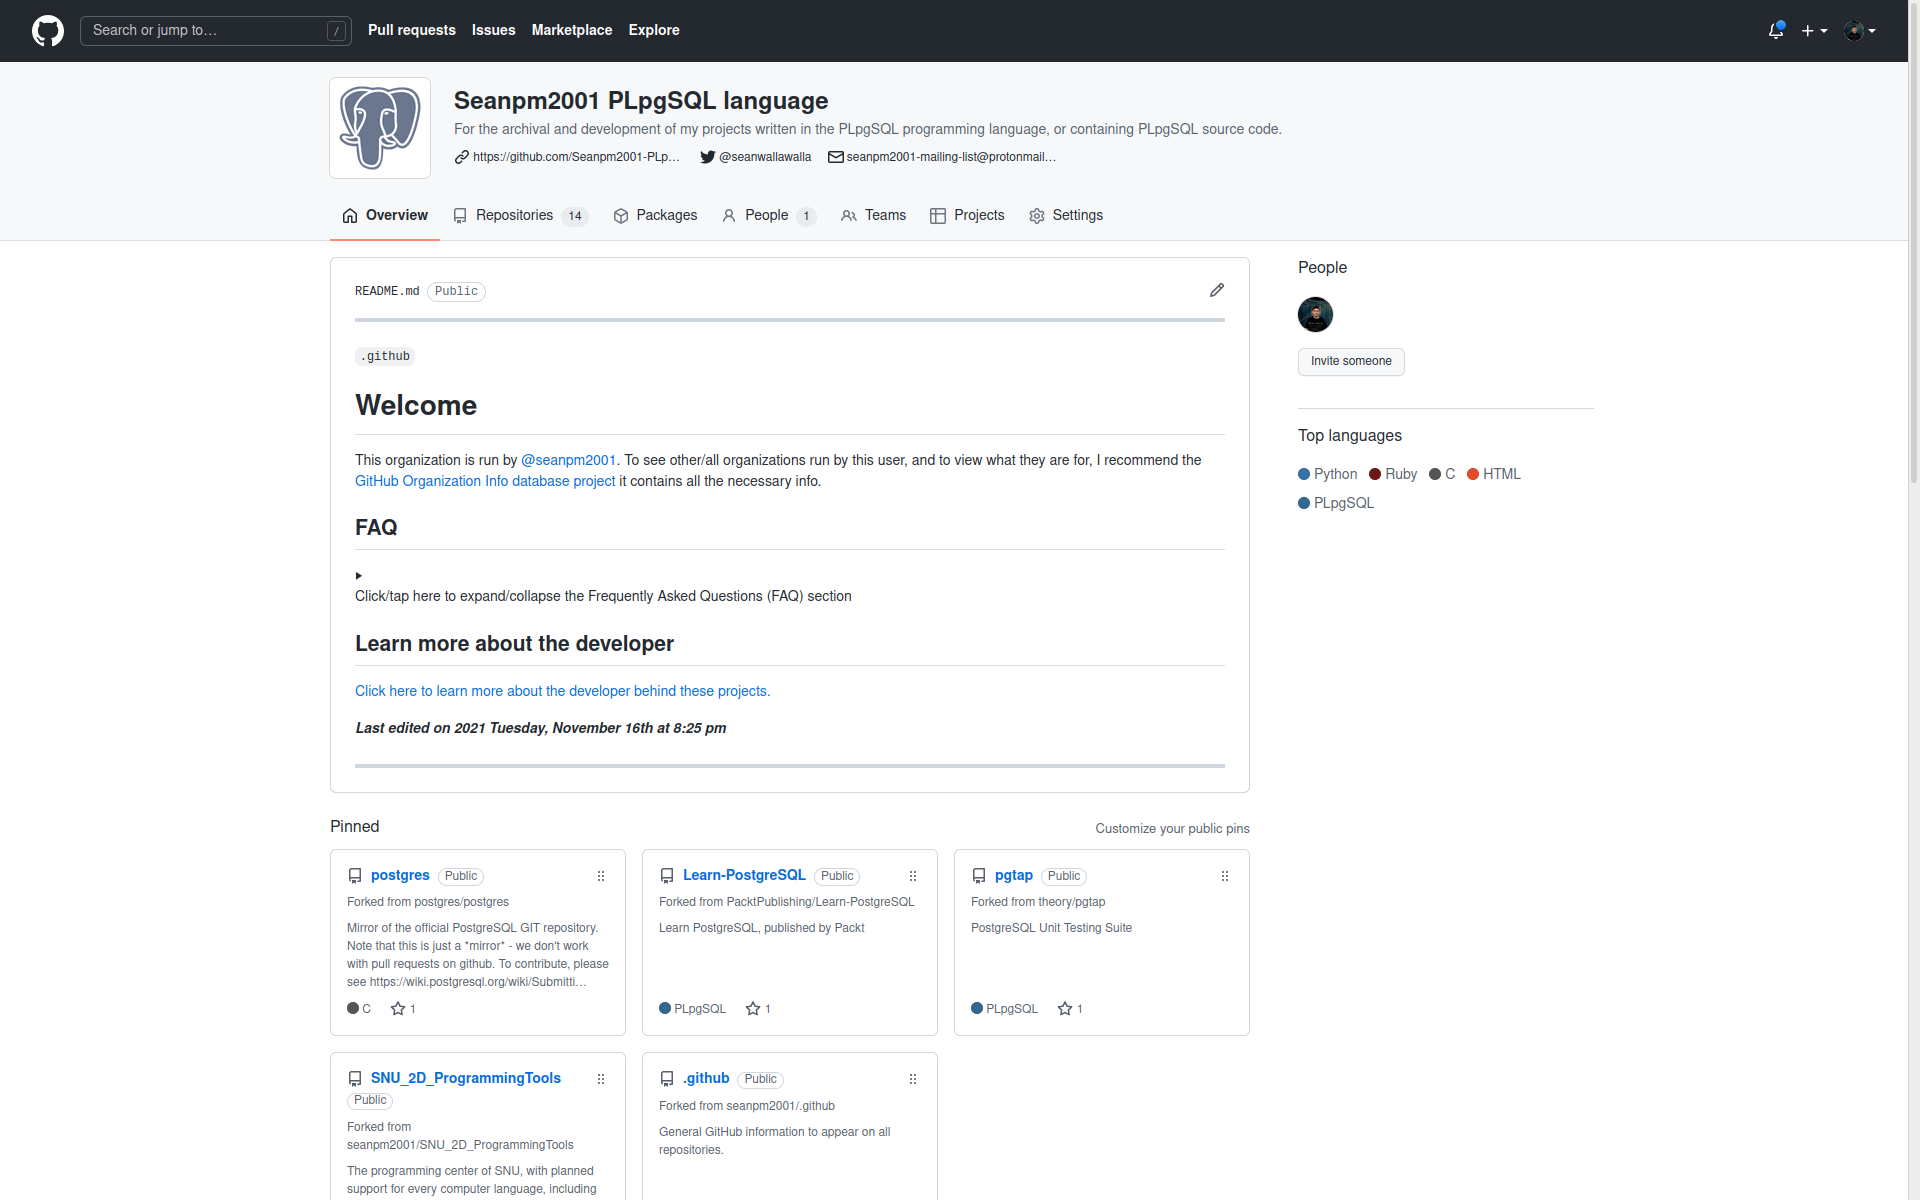 Search or jump to… /
Pull requests
Issues
Marketplace
Explore
Seanpm2001 PLpgSQL language
For the archival and development of my projects written in the PLpgSQL programming language, or containing PLpgSQL source code.
https://github.com/Seanpm2001-PLp… @seanwallawalla seanpm2001-mailing-list@protonmail…
Overview
Repositories 14
Packages
People 1
Teams
Projects
Settings
README.md Public
.github
Welcome
This organization is run by @seanpm2001. To see other/all organizations run by this user, and to view what they are for, I recommend the
GitHub Organization Info database project it contains all the necessary info.
FAQ
Click/tap here to expand/collapse the Frequently Asked Questions (FAQ) section
Learn more about the developer
Click here to learn more about the developer behind these projects.
Last edited on 2021 Tuesday, November 16th at 8:25 pm
People
Invite someone
Top languages
Python Ruby C HTML
PLpgSQL
Pinned
Customize your public pins
postgres Public
Forked from postgres/postgres
Mirror of the official PostgreSQL GIT repository.
Note that this is just a *mirror* - we don't work
with pull requests on github. To contribute, please
see https://wiki.postgresql.org/wiki/Submitti…
C 1
Learn-PostgreSQL Public
Forked from PacktPublishing/Learn-PostgreSQL
Learn PostgreSQL, published by Packt
PLpgSQL 1
pgtap Public
Forked from theory/pgtap
PostgreSQL Unit Testing Suite
PLpgSQL 1
SNU_2D_ProgrammingTools
Public
Forked from
seanpm2001/SNU_2D_ProgrammingTools
The programming center of SNU, with planned
support for every computer language, including
.github Public
Forked from seanpm2001/.github
General GitHub information to appear on all
repositories.